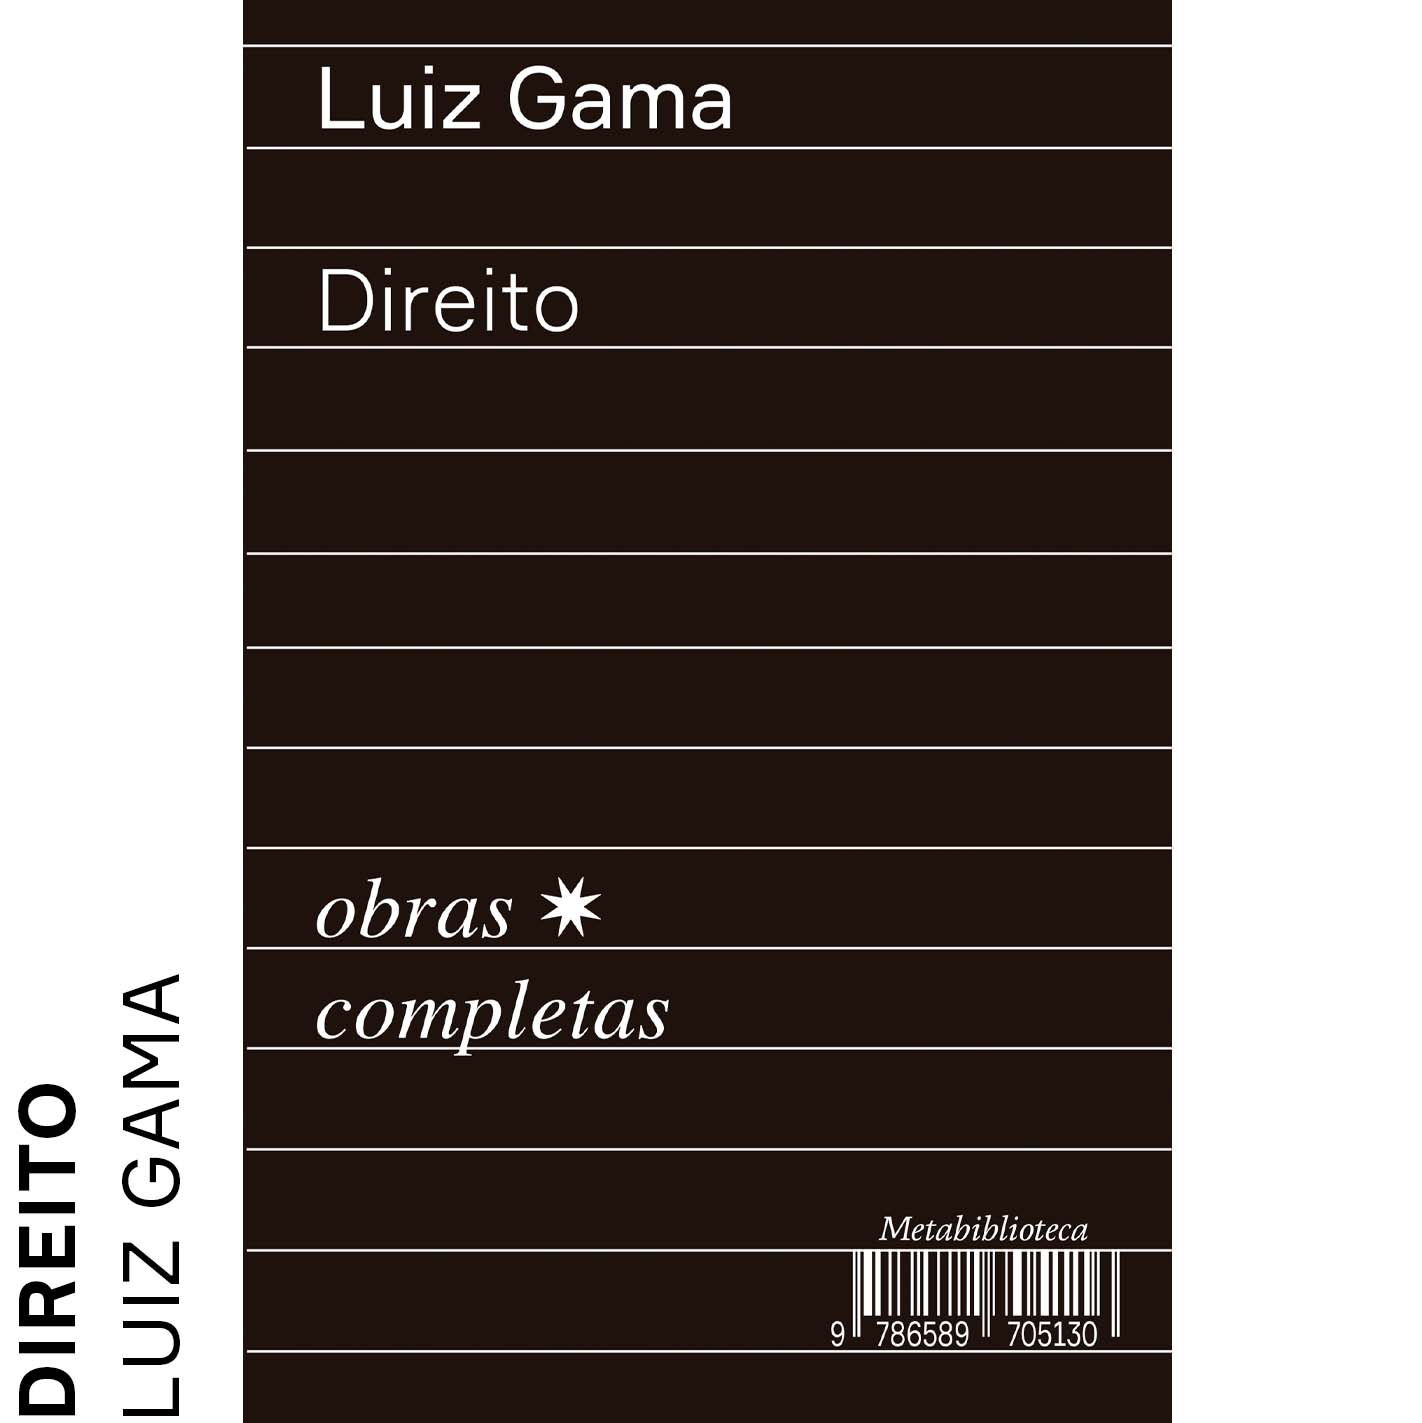 Luiz Gama
Direito
obras
completas
Metabiblioteca
9 786589 705130
DIREITO
LUIZ GAMA